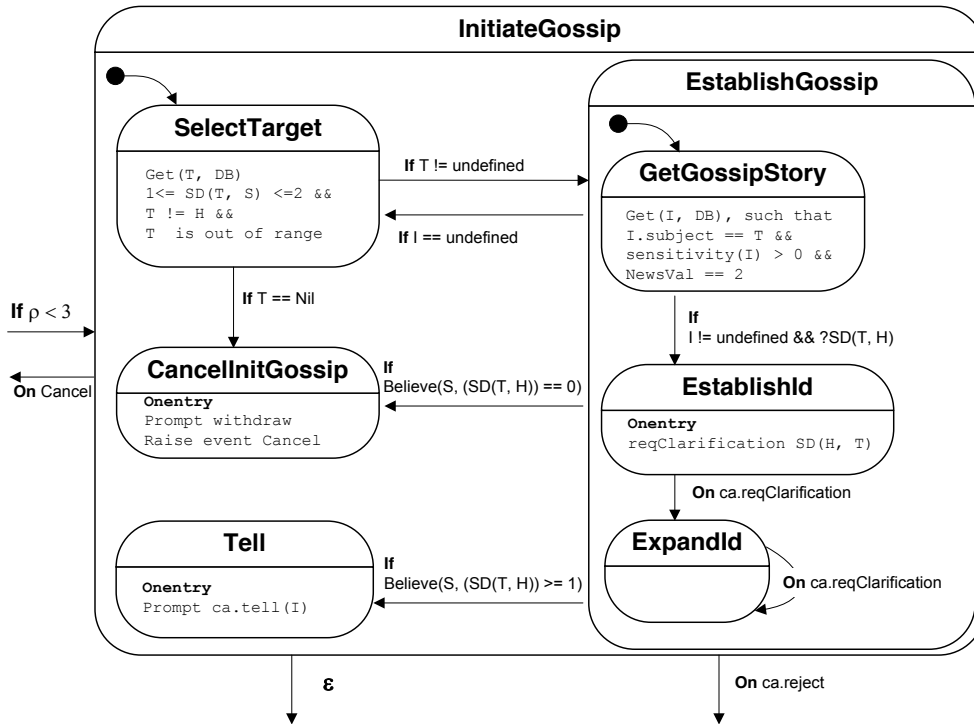 InitiateGossip
SelectTarget
Get(T, DB)
1<= SD(T, S) <=2 &&
T != H &&
T is out of range
If T != undefined
If I == undefined
If T == Nil
If ρ < 3
On Cancel
CancelInitGossip
Onentry
Prompt withdraw
Raise event Cancel
If
Believe(S, (SD(T, H)) == 0)
Tell
Onentry
Prompt ca.tell(I)
If
Believe(S, (SD(T, H)) >= 1)
EstablishGossip
GetGossipStory
Get(I, DB), such that
I.subject == T &&
sensitivity(I) > 0 &&
NewsVal == 2
If
I != undefined && ?SD(T, H)
EstablishId
Onentry
reqClarification SD(H, T)
On ca.reqClarification
ExpandId
On ca.reqClarification
ε
On ca.reject